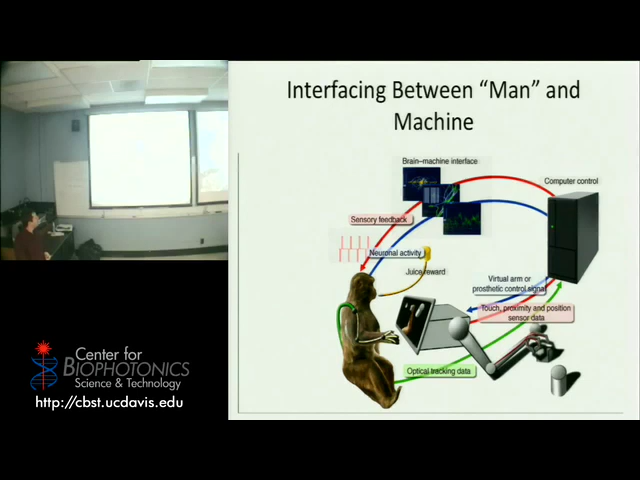 Interfacing Between “Man” and
Machine
Brain–machine interface
Computer control
Sensory feedback
Neuronal activity
Juice reward
Virtual arm or
prosthetic control signal
Touch, proximity and position
sensor data
Optical tracking data
Center for
BIOPHOTONICS
Science & Technology
http://cbst.ucdavis.edu